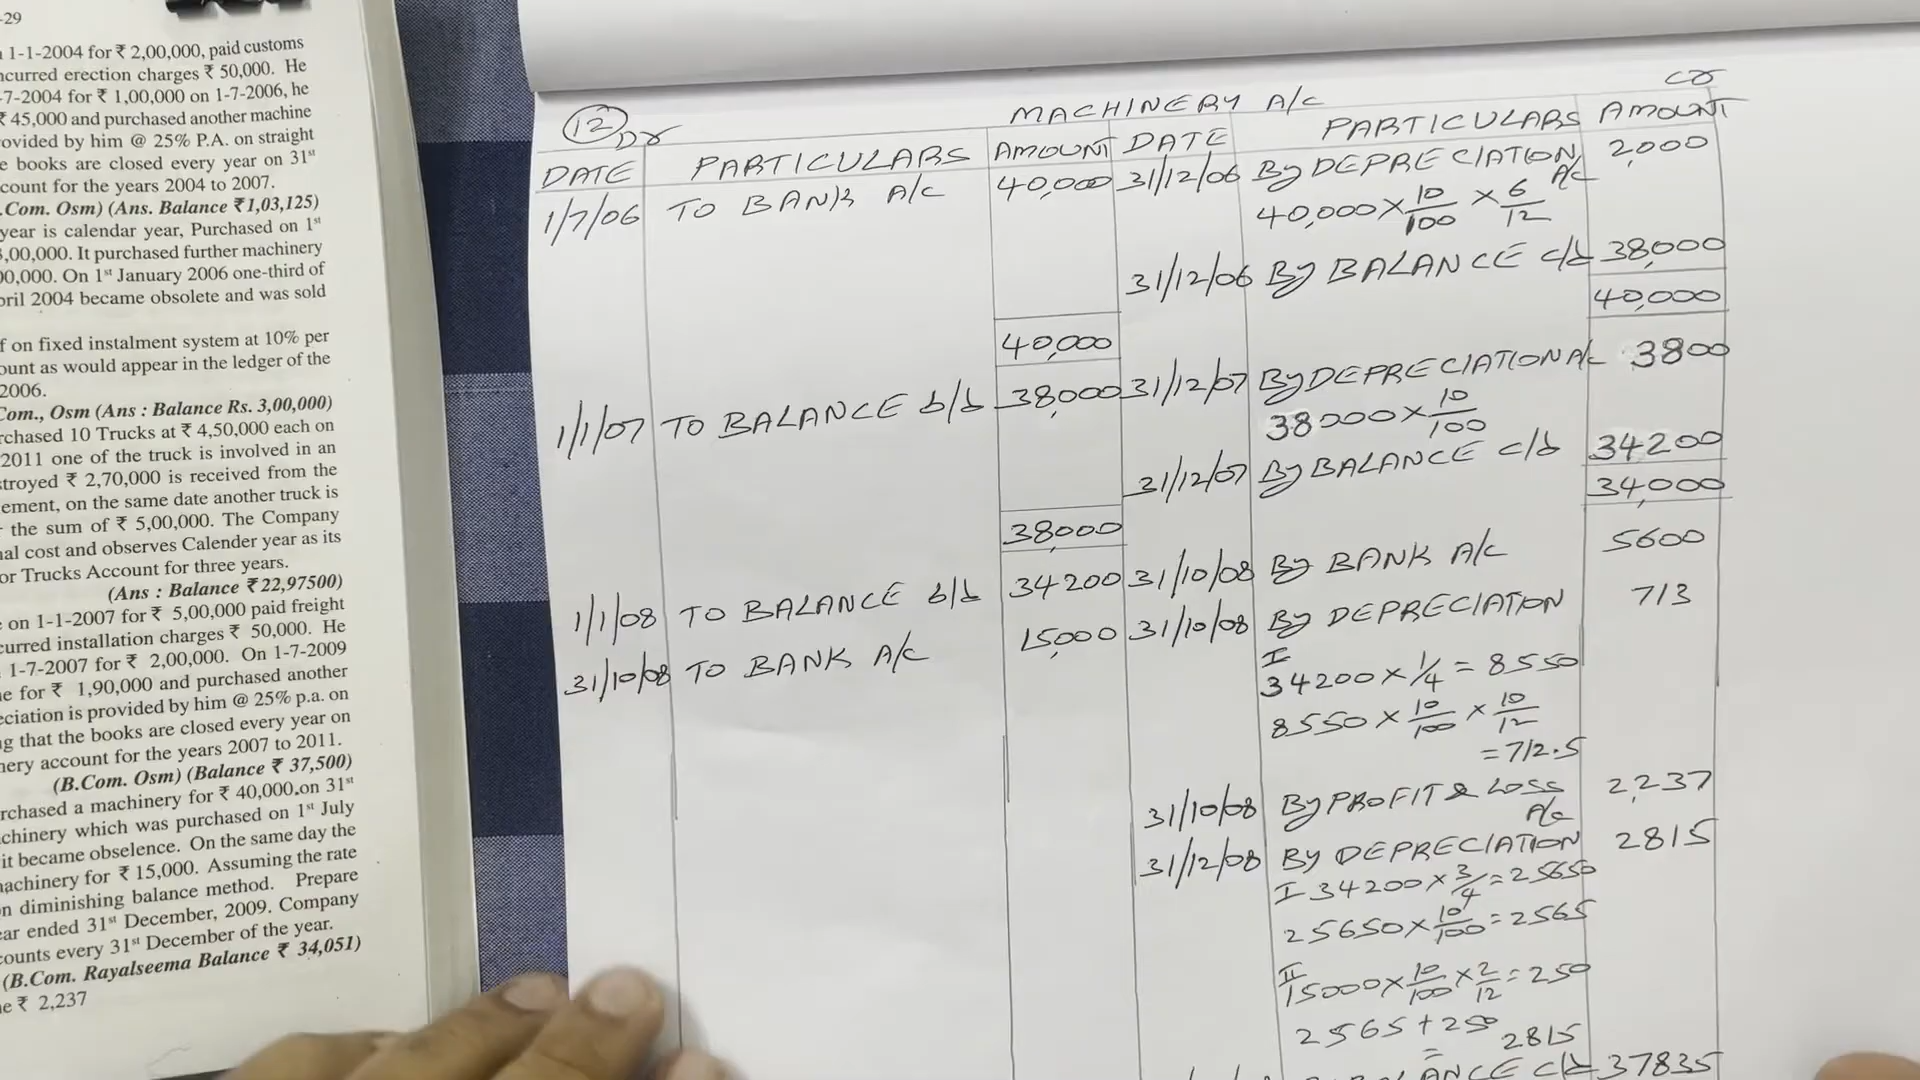 -29
1-1-2004 for ₹ 2,00,000, paid customs
ncurred erection charges ₹ 50,000. He
-7-2004 for ₹ 1,00,000 on 1-7-2006, he
₹ 45,000 and purchased another machine
rovided by him @ 25% P.A. on straight
e books are closed every year on 31st
count for the years 2004 to 2007.
.Com. Osm) (Ans. Balance ₹1,03,125)
year is calendar year, Purchased on 1st
3,00,000. It purchased further machinery
00,000. On 1st January 2006 one-third of
pril 2004 became obsolete and was sold
f on fixed instalment system at 10% per
ount as would appear in the ledger of the
2006.
Com., Osm (Ans : Balance Rs. 3,00,000)
rchased 10 Trucks at ₹ 4,50,000 each on
2011 one of the truck is involved in an
stroyed ₹ 2,70,000 is received from the
ement, on the same date another truck is
r the sum of ₹ 5,00,000. The Company
nal cost and observes Calender year as its
or Trucks Account for three years.
(Ans : Balance ₹ 22,97500)
on 1-1-2007 for ₹ 5,00,000 paid freight
curred installation charges ₹ 50,000. He
1-7-2007 for ₹ 2,00,000. On 1-7-2009
ne for ₹ 1,90,000 and purchased another
eciation is provided by him @ 25% p.a. on
g that the books are closed every year on
nery account for the years 2007 to 2011.
(B.Com. Osm) (Balance ₹ 37,500)
rchased a machinery for ₹ 40,000.on 31st
achinery which was purchased on 1st July
it became obselence. On the same day the
nachinery for ₹ 15,000. Assuming the rate
n diminishing balance method. Prepare
ear ended 31st December, 2009. Company
counts every 31st December of the year.
(B.Com. Rayalseema Balance ₹ 34,051)
e ₹ 2,237
12 Dr MACHINERY A/C Cr
DATE PARTICULARS AMOUNT DATE PARTICULARS AMOUNT
1/7/06 TO BANK A/C 40,000 31/12/06 By DEPRECIATION A/C 2,000
40,000 × 10/100 × 6/12
31/12/06 By BALANCE c/d 38,000
40,000
40,000
1/1/07 TO BALANCE b/d 38,000 31/12/07 By DEPRECIATION A/c 3800
38000 × 10/100
31/12/07 By BALANCE c/d 34200
34,000
38,000
1/1/08 TO BALANCE b/d 34200 31/10/08 By BANK A/C 5600
31/10/08 TO BANK A/C 15,000 31/10/08 By DEPRECIATION 713
I
34200 × 1/4 = 8550
8550 × 10/100 × 10/12
= 712.5
31/10/08 By PROFIT & LOSS A/c 2,237
31/12/08 By DEPRECIATION 2815
I 34200 × 3/4 = 25650
25650 × 10/100 = 2565
II
15000 × 10/100 × 2/12 = 250
2565 + 250
= 2815
LANCE c/d 37835